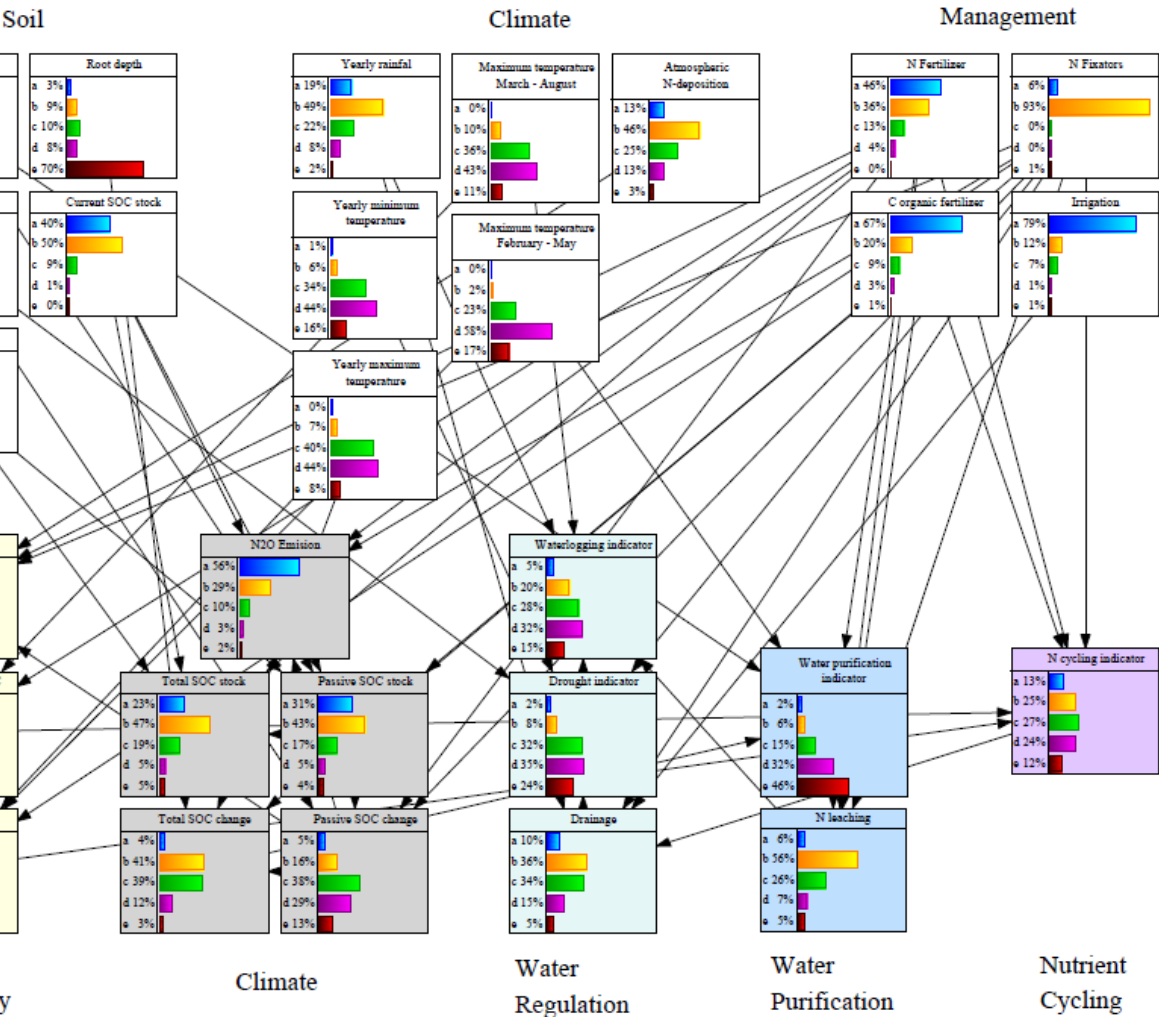 Soil
Climate
Management
Root depth
a 3%
b 9%
c 10%
d 8%
e 70%
Current SOC stock
a 40%
b 50%
c 9%
d 1%
e 0%
Yearly rainfal
a 19%
b 49%
c 22%
d 8%
e 2%
Yearly minimum
temperature
a 1%
b 6%
c 34%
d 44%
e 16%
Yearly maximum
temperature
a 0%
b 7%
c 40%
d 44%
e 8%
Maximum temperature
March - August
a 0%
b 10%
c 36%
d 43%
e 11%
Maximum temperature
February - May
a 0%
b 2%
c 23%
d 58%
e 17%
Atmospheric
N-deposition
a 13%
b 46%
c 25%
d 13%
e 3%
N Fertilizer
a 46%
b 36%
c 13%
d 4%
e 0%
N Fixators
a 6%
b 93%
c 0%
d 0%
e 1%
C organic fertilizer
a 67%
b 20%
c 9%
d 3%
e 1%
Irrigation
a 79%
b 12%
c 7%
d 1%
e 1%
N2O Emision
a 56%
b 29%
c 10%
d 3%
e 2%
Total SOC stock
a 23%
b 47%
c 19%
d 5%
e 5%
Passive SOC stock
a 31%
b 43%
c 17%
d 5%
e 4%
Total SOC change
a 4%
b 41%
c 39%
d 12%
e 3%
Passive SOC change
a 5%
b 16%
c 38%
d 29%
e 13%
Waterlogging indicator
a 5%
b 20%
c 28%
d 32%
e 15%
Drought indicator
a 2%
b 8%
c 32%
d 35%
e 24%
Drainage
a 10%
b 36%
c 34%
d 15%
e 5%
Water purification
indicator
a 2%
b 6%
c 15%
d 32%
e 46%
N leaching
a 6%
b 56%
c 26%
d 7%
e 5%
N cycling indicator
a 13%
b 25%
c 27%
d 24%
e 12%
y
Climate
Water
Regulation
Water
Purification
Nutrient
Cycling